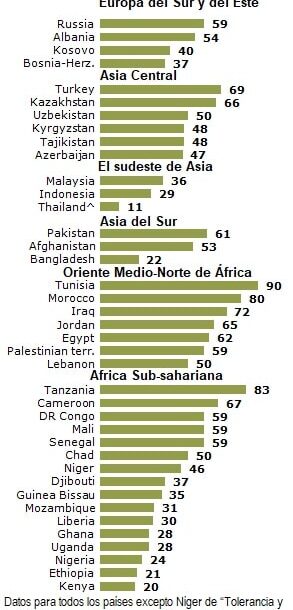 Europa del Sur y del Este
Russia 59
Albania 54
Kosovo 40
Bosnia-Herz. 37
Asia Central
Turkey 69
Kazakhstan 66
Uzbekistan 50
Kyrgyzstan 48
Tajikistan 48
Azerbaijan 47
El sudeste de Asia
Malaysia 36
Indonesia 29
Thailand^ 11
Asia del Sur
Pakistan 61
Afghanistan 53
Bangladesh 22
Oriente Medio-Norte de África
Tunisia 90
Morocco 80
Iraq 72
Jordan 65
Egypt 62
Palestinian terr. 59
Lebanon 50
Africa Sub-sahariana
Tanzania 83
Cameroon 67
DR Congo 59
Mali 59
Senegal 59
Chad 50
Niger 46
Djibouti 37
Guinea Bissau 35
Mozambique 31
Liberia 30
Ghana 28
Uganda 28
Nigeria 24
Ethiopia 21
Kenya 20
Datos para todos los paises excepto Niger de “Tolerancia y